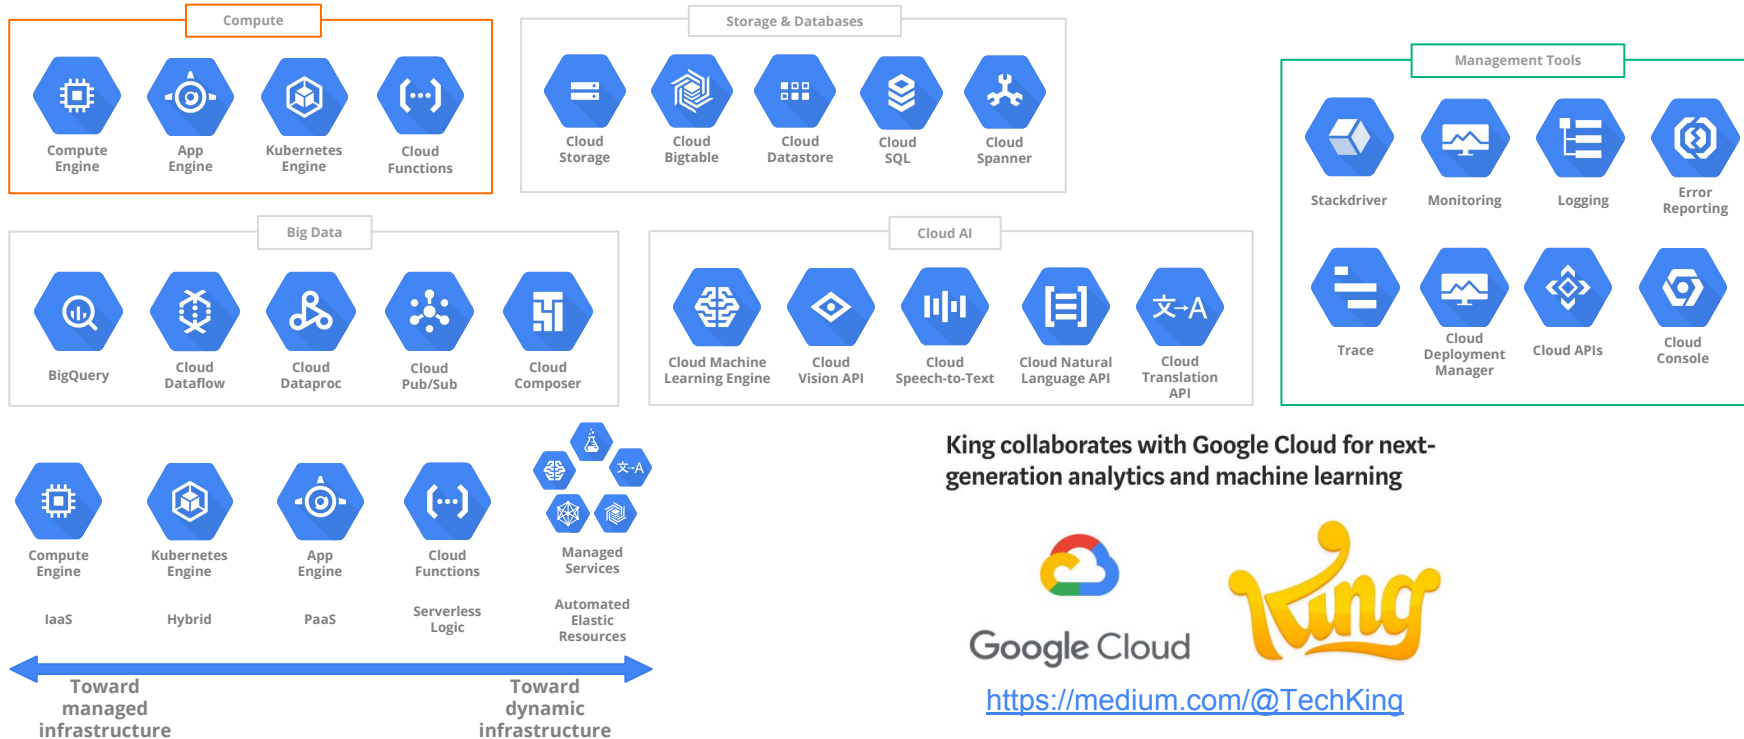 Compute
Compute
Engine
App
Engine
Kubernetes
Engine
Cloud
Functions
Storage & Databases
Cloud
Storage
Cloud
Bigtable
Cloud
Datastore
Cloud
SQL
Cloud
Spanner
Management Tools
Stackdriver
Monitoring
Logging
Error
Reporting
Trace
Cloud
Deployment
Manager
Cloud APIs
Cloud
Console
Big Data
BigQuery
Cloud
Dataflow
Cloud
Dataproc
Cloud
Pub/Sub
Cloud
Composer
Cloud AI
文→A
Cloud Machine
Learning Engine
Cloud
Vision API
Cloud
Speech-to-Text
Cloud Natural
Language API
Cloud
Translation
API
文→A
Compute
Engine
Kubernetes
Engine
App
Engine
Cloud
Functions
Managed
Services
IaaS
Hybrid
PaaS
Serverless
Logic
Automated
Elastic
Resources
Toward
managed
infrastructure
Toward
dynamic
infrastructure
King collaborates with Google Cloud for next-
generation analytics and machine learning
Google Cloud
King
https://medium.com/@TechKing